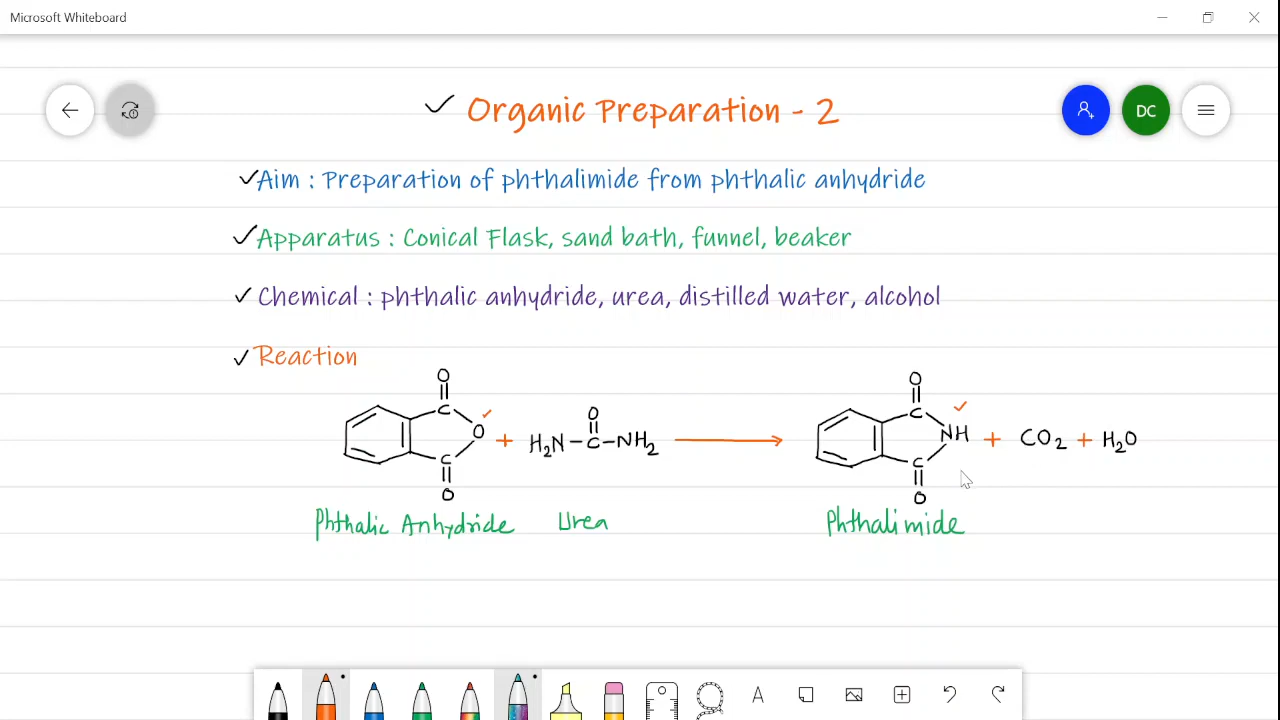 Microsoft Whiteboard
Organic Preparation - 2
DC
Aim : Preparation of phthalimide from phthalic anhydride
Apparatus : Conical Flask, sand bath, funnel, beaker
Chemical : phthalic anhydride, urea, distilled water, alcohol
Reaction
O O O
C C
O + H2N-C-NH2 → NH + CO2 + H2O
C C
O O
Phthalic Anhydride Urea Phthalimide
A